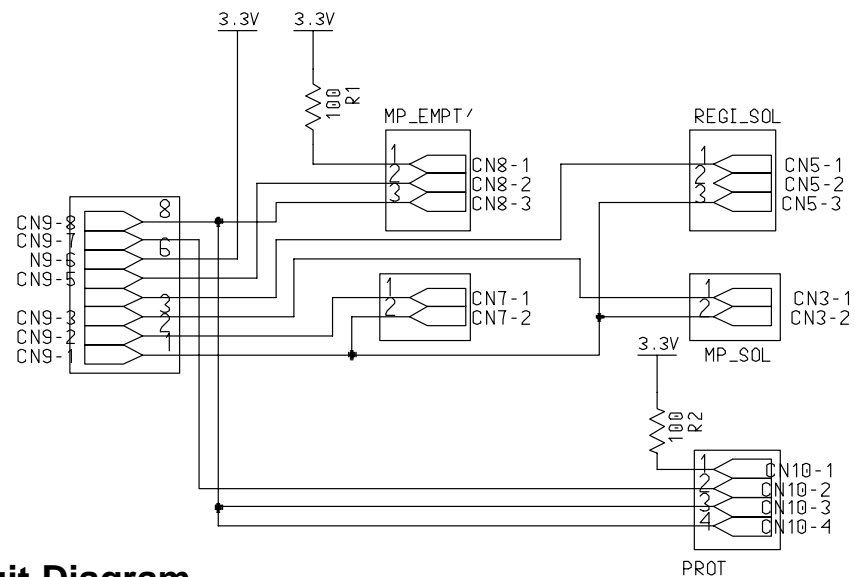 3.3V 3.3V
100
R1
MP_EMPT/
1
2
3
CN8-1
CN8-2
CN8-3
REGI_SOL
1
2
3
CN5-1
CN5-2
CN5-3
8
6
3
2
1
CN9-8
CN9-7
N9-6
CN9-5
CN9-3
CN9-2
CN9-1
1
2
CN7-1
CN7-2
1
2
CN3-1
CN3-2
MP_SOL
3.3V
100
R2
1
2
3
4
CN10-1
CN10-2
CN10-3
CN10-4
PROT
uit Diagram